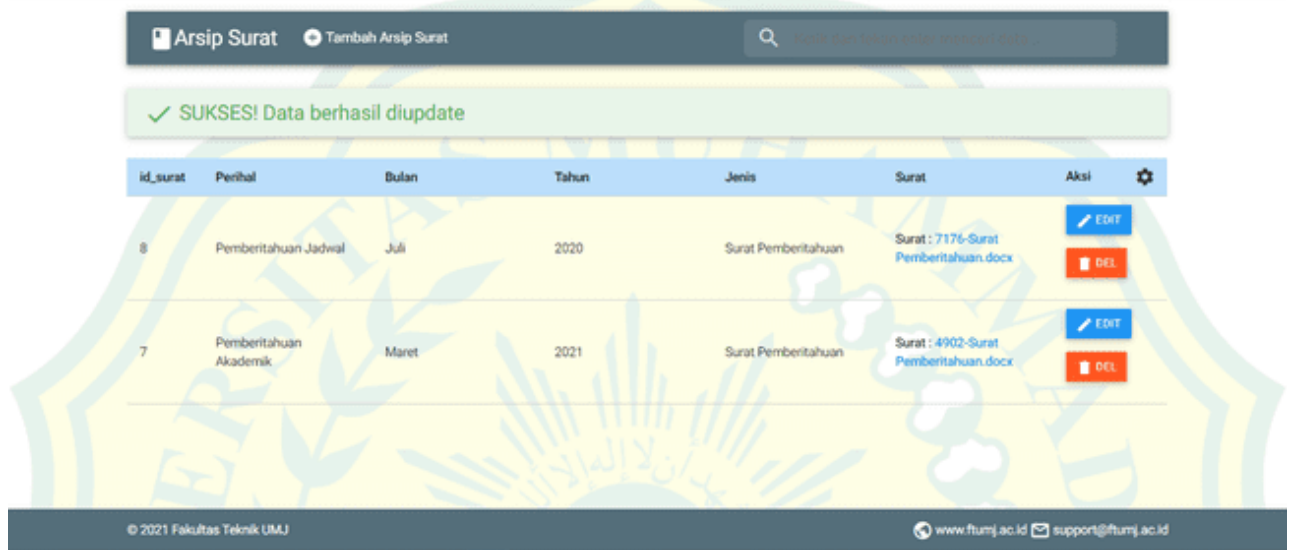 Arsip Surat Tambah Arsip Surat
SUKSES! Data berhasil diupdate
id_surat Perihal Bulan Tahun Jenis Surat Aksi
8 Pemberitahuan Jadwal Juli 2020 Surat Pemberitahuan Surat : 7176-Surat Pemberitahuan.docx EDIT DEL
7 Pemberitahuan Akademik Maret 2021 Surat Pemberitahuan Surat : 4902-Surat Pemberitahuan.docx EDIT DEL
© 2021 Fakultas Teknik UMJ www.ftumj.ac.id support@ftumj.ac.id